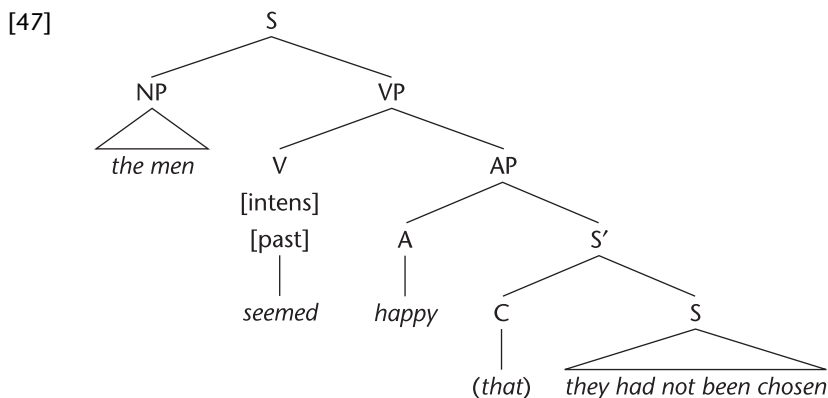 [47]
S
NP VP
the men
V AP
[intens]
[past] A S′
seemed happy C S
(that) they had not been chosen